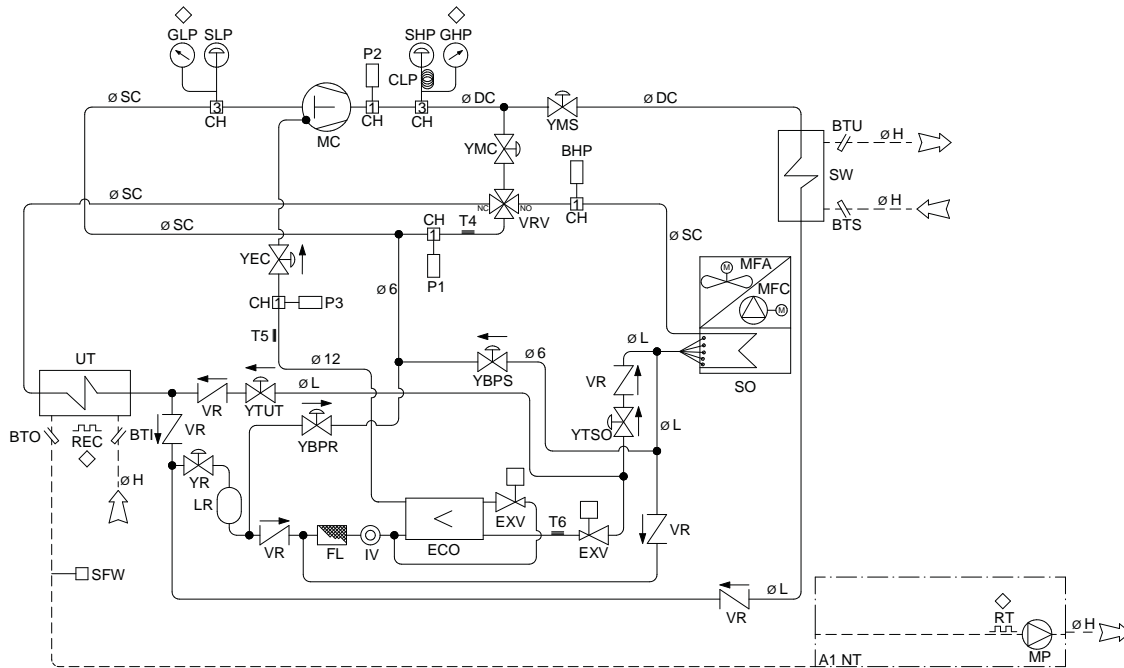 GLP SLP SHP GHP
P2
CLP
Ø SC Ø DC Ø DC
3 1 3
CH CH CH
MC YMS
BTU
Ø H
YMC BHP
SW
Ø SC NC NO 1
VRV CH
Ø H
BTS
Ø SC CH T4
1
P1
Ø SC
YEC
MFA
M
MFC
M
Ø 6
CH 1 P3
T5
UT Ø 12 YBPS Ø 6 Ø L
SO
VR
VR YTUT Ø L
BTO REC BTI VR
YBPR
YTSO Ø L
YR
Ø H
LR
EXV T6
VR FL IV ECO EXV VR
SFW
VR Ø L
RT Ø H
A1 NT MP